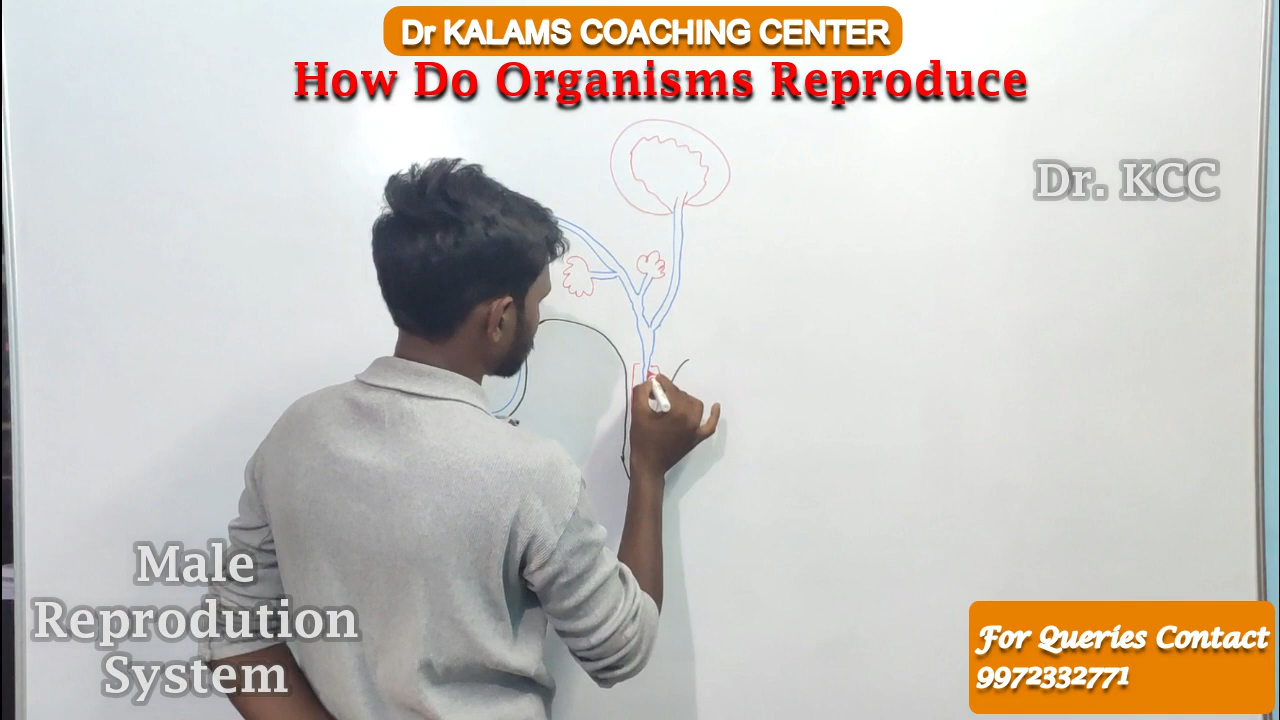 Dr KALAMS COACHING CENTER
How Do Organisms Reproduce
Dr. KCC
Male
Reprodution
System
For Queries Contact
9972332771